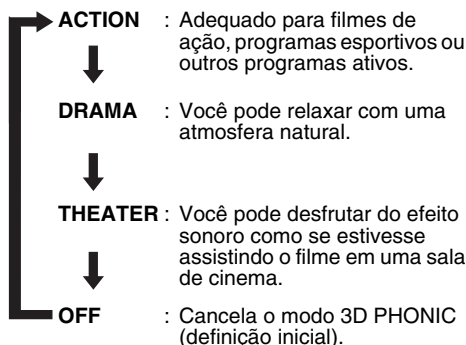 ACTION : Adequado para filmes de
ação, programas esportivos ou
outros programas ativos.
DRAMA : Você pode relaxar com uma
atmosfera natural.
THEATER : Você pode desfrutar do efeito
sonoro como se estivesse
assistindo o filme em uma sala
de cinema.
OFF : Cancela o modo 3D PHONIC
(definição inicial).